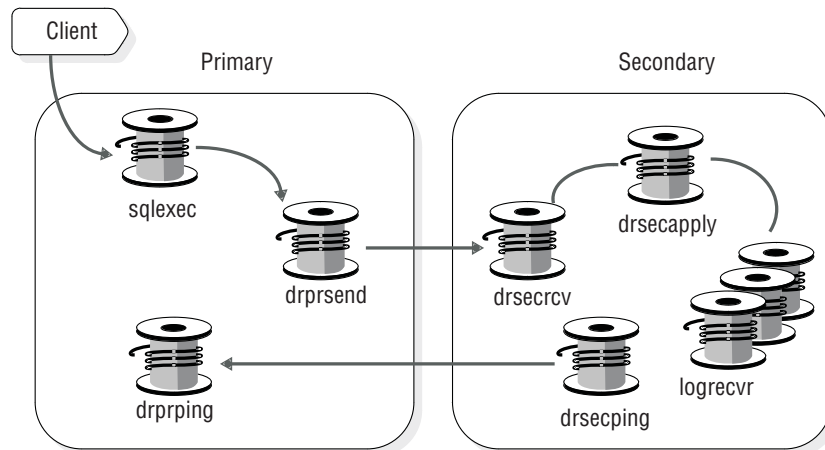 Client
Primary
Secondary
sqlexec
drprsend
drsecrcv
drsecapply
logrecvr
drprping
drsecping